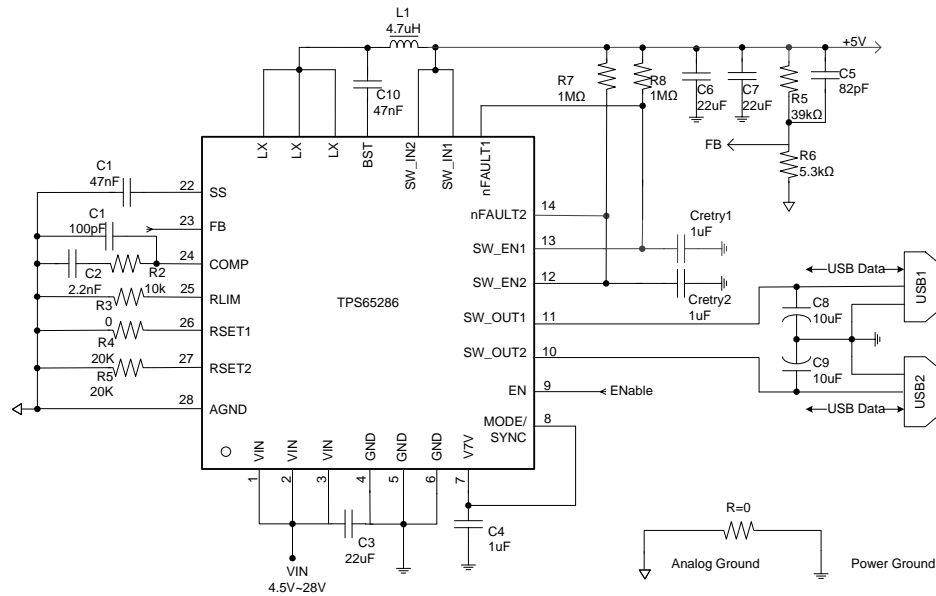 L1
4.7uH
+5V
C10
47nF
R7
1MΩ
R8
1MΩ
C6
22uF
C7
22uF
R5
39kΩ
C5
82pF
FB
R6
5.3kΩ
LX
LX
LX
BST
SW_IN2
SW_IN1
nFAULT1
C1
47nF
22
SS
23
FB
C1
100pF
24
COMP
C2
2.2nF
R2
10k
25
RLIM
R3
0
26
RSET1
R4
20K
27
RSET2
R5
20K
28
AGND
TPS65286
nFAULT2
14
SW_EN1
13
SW_EN2
12
SW_OUT1
11
SW_OUT2
10
EN
9
ENable
MODE/
SYNC
8
Cretry1
1uF
Cretry2
1uF
USB Data
USB1
C8
10uF
C9
10uF
USB2
USB Data
VIN
VIN
VIN
GND
GND
GND
V7V
1
2
3
4
5
6
7
C3
22uF
C4
1uF
VIN
4.5V~28V
R=0
Analog Ground
Power Ground